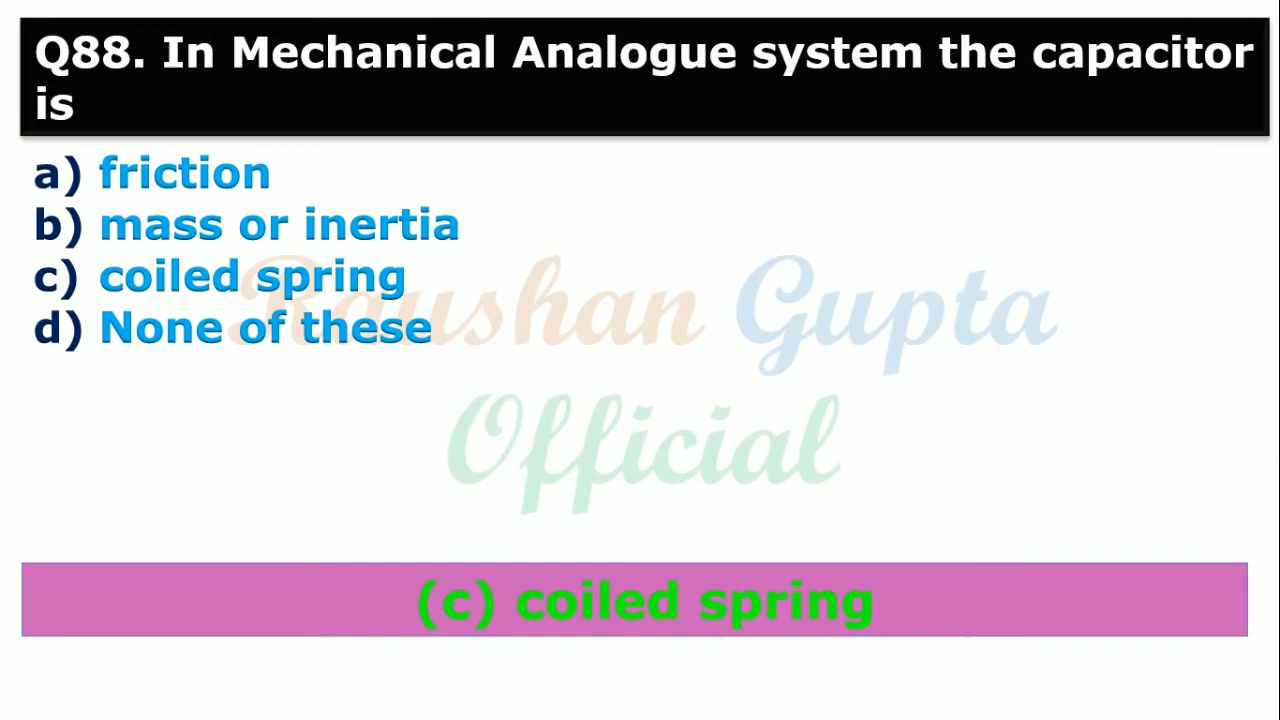 Q88. In Mechanical Analogue system the capacitor
is
a) friction
b) mass or inertia
c) coiled spring
d) None of these
Raushan Gupta
Official
(c) coiled spring